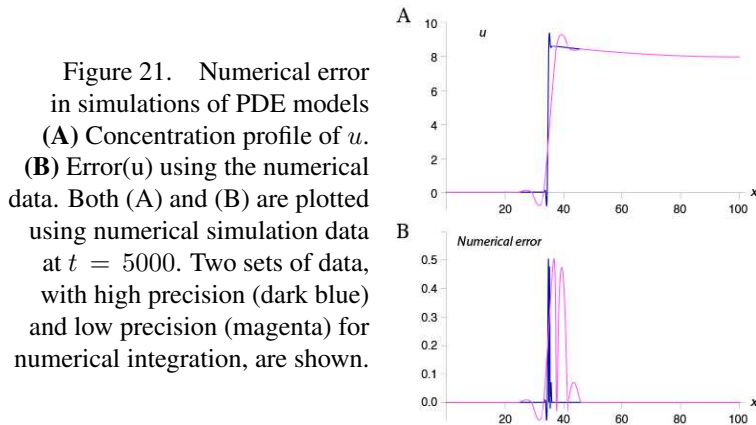 Figure 21. Numerical error
in simulations of PDE models
(A) Concentration profile of u.
(B) Error(u) using the numerical
data. Both (A) and (B) are plotted
using numerical simulation data
at t = 5000. Two sets of data,
with high precision (dark blue)
and low precision (magenta) for
numerical integration, are shown.
A
u
10
8
6
4
2
0
20 40 60 80 100
x
B
Numerical error
0.5
0.4
0.3
0.2
0.1
0.0
20 40 60 80 100
x